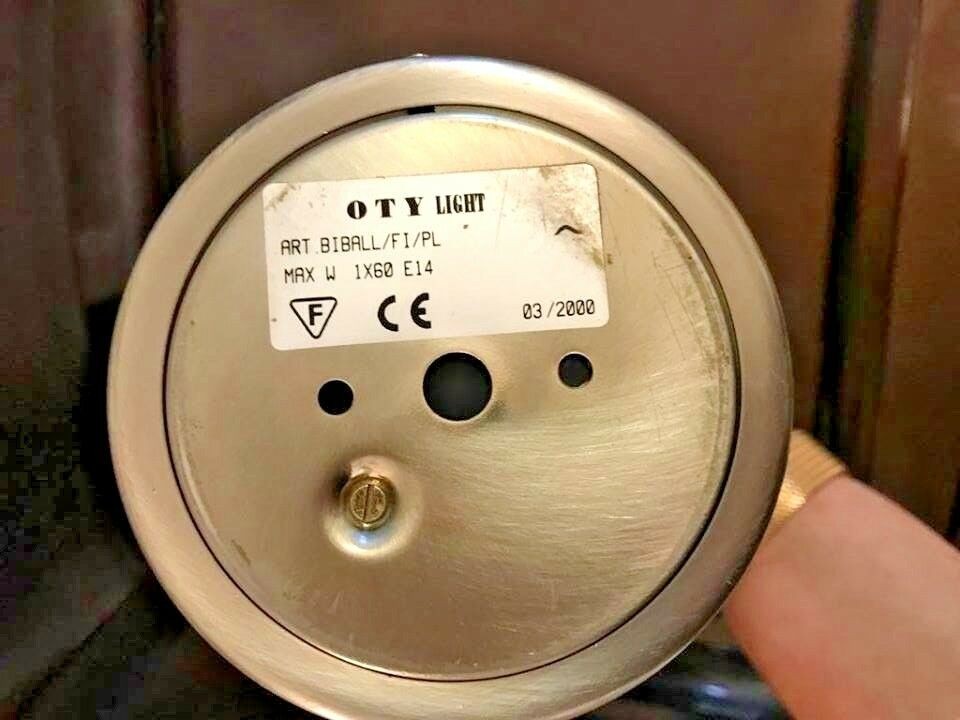 OTY LIGHT
ART.BIBALL/FI/PL
MAX W 1X60 E14
F CE 03/2000